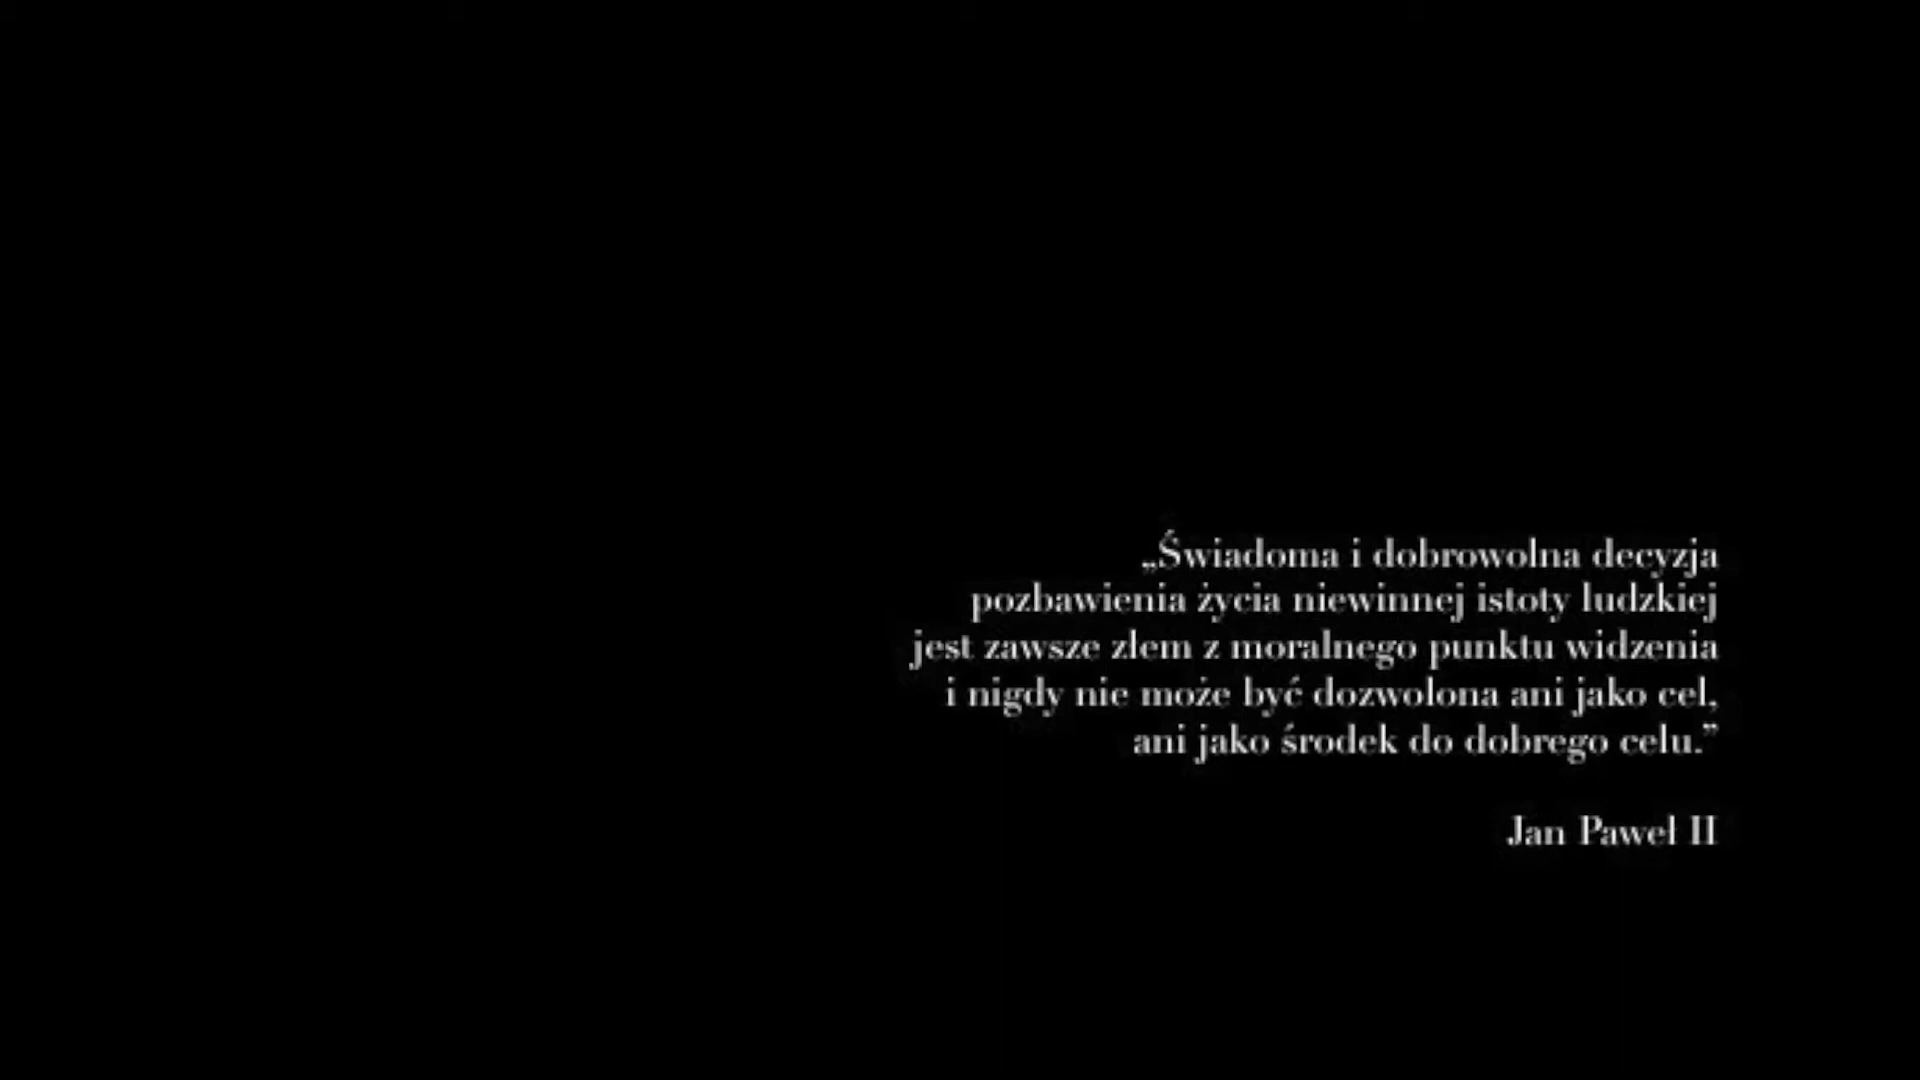 „Świadoma i dobrowolna decyzja
pozbawienia życia niewinnej istoty ludzkiej
jest zawsze złem z moralnego punktu widzenia
i nigdy nie może być dozwolona ani jako cel,
ani jako środek do dobrego celu.”
Jan Paweł II